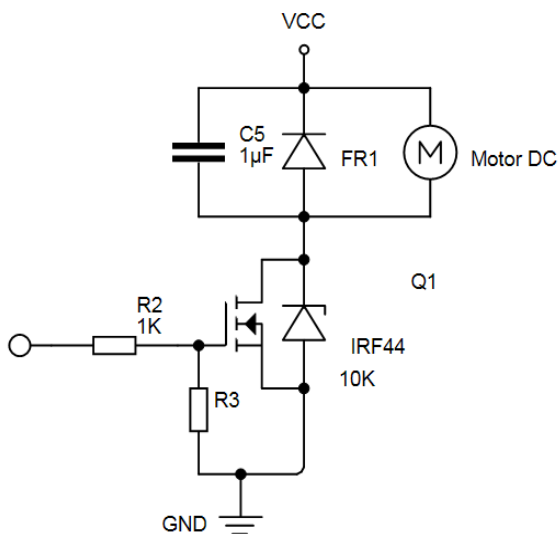 VCC
C5
1µF
FR1
M
Motor DC
Q1
R2
1K
IRF44
10K
R3
GND